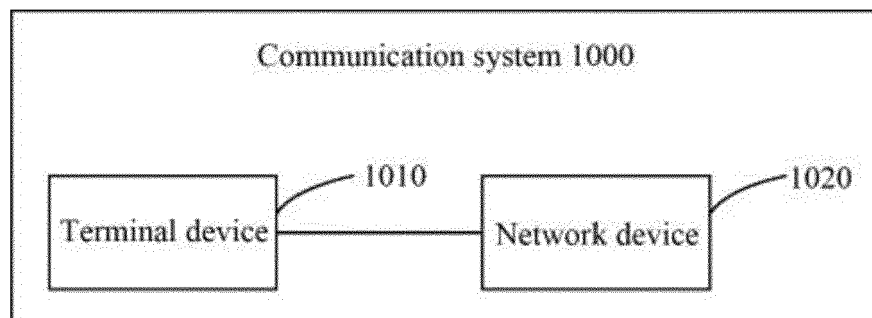 Communication system 1000
1010
1020
Terminal device
Network device